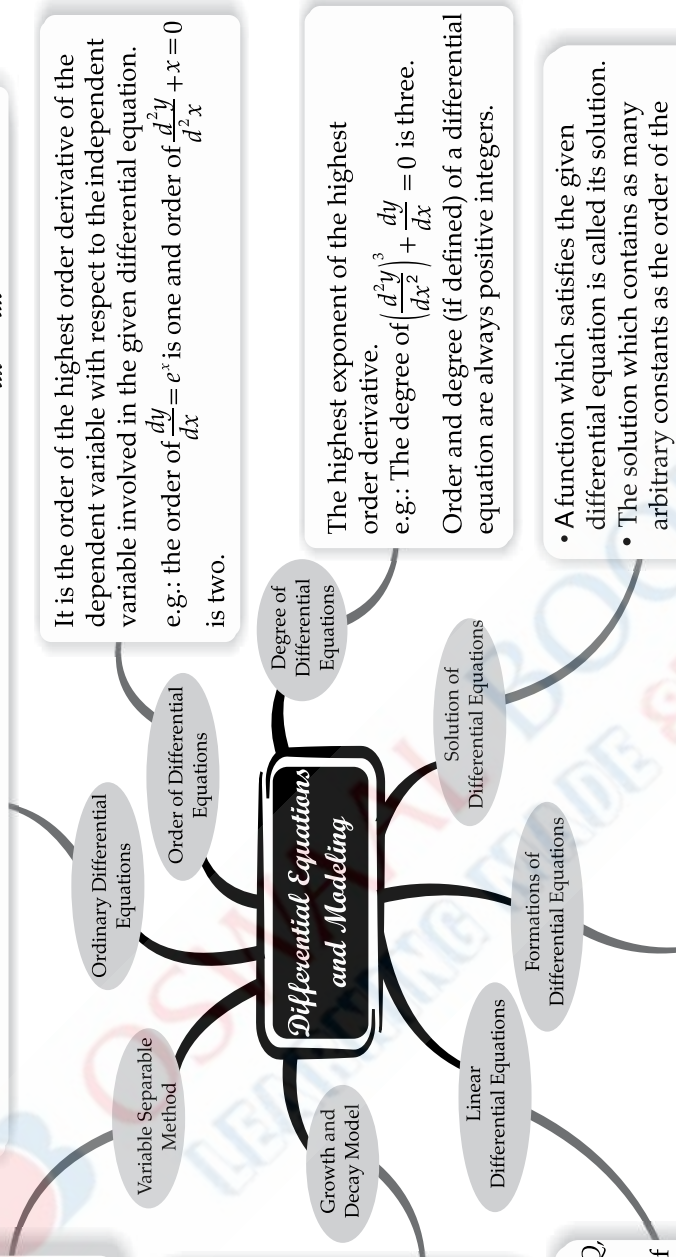 It is the order of the highest order derivative of the
dependent variable with respect to the independent
variable involved in the given differential equation.
e.g.: the order of dy/dx = eˣ is one and order of d²y/d²x + x = 0
is two.
The highest exponent of the highest
order derivative.
e.g.: The degree of (d²y/dx²)³ + dy/dx = 0 is three.
Order and degree (if defined) of a differential
equation are always positive integers.
• A function which satisfies the given
differential equation is called its solution.
• The solution which contains as many
arbitrary constants as the order of the
Ordinary Differential
Equations
Order of Differential
Equations
Degree of
Differential
Equations
Solution of
Differential Equations
Variable Separable
Method
Differential Equations
and Modeling
Formations of
Differential Equations
Growth and
Decay Model
Linear
Differential Equations
OSWAAL BOO
LEARNING MADE S
Q,